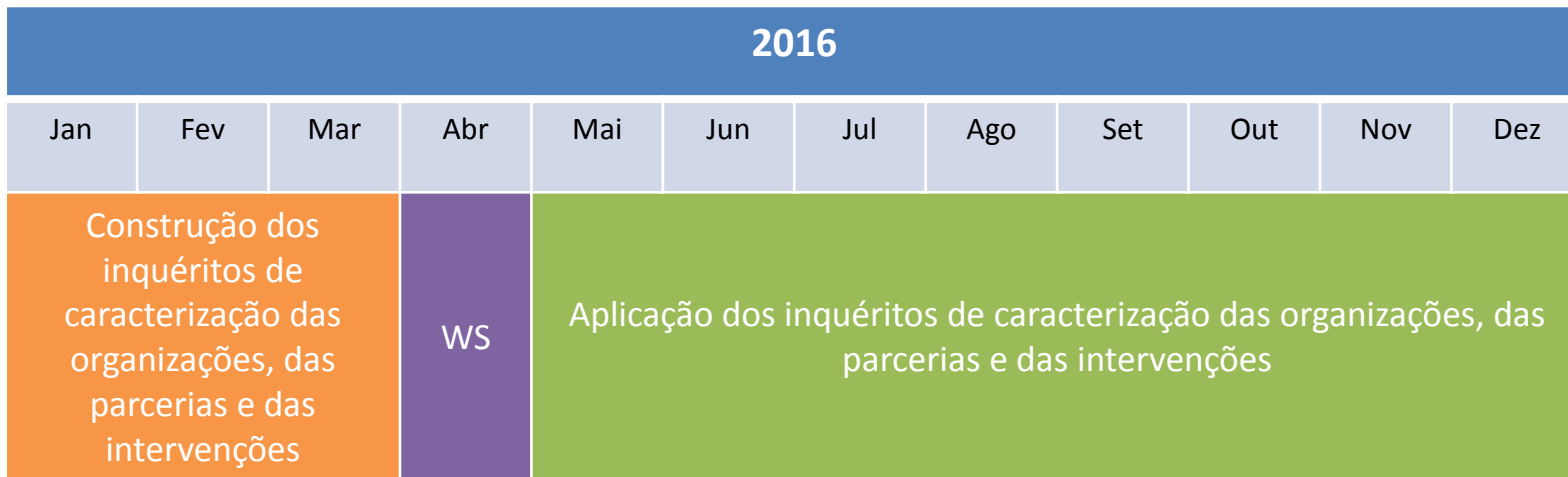 2016
Jan Fev Mar Abr Mai Jun Jul Ago Set Out Nov Dez
Construção dos
inquéritos de
caracterização das
organizações, das
parcerias e das
intervenções
WS
Aplicação dos inquéritos de caracterização das organizações, das
parcerias e das intervenções